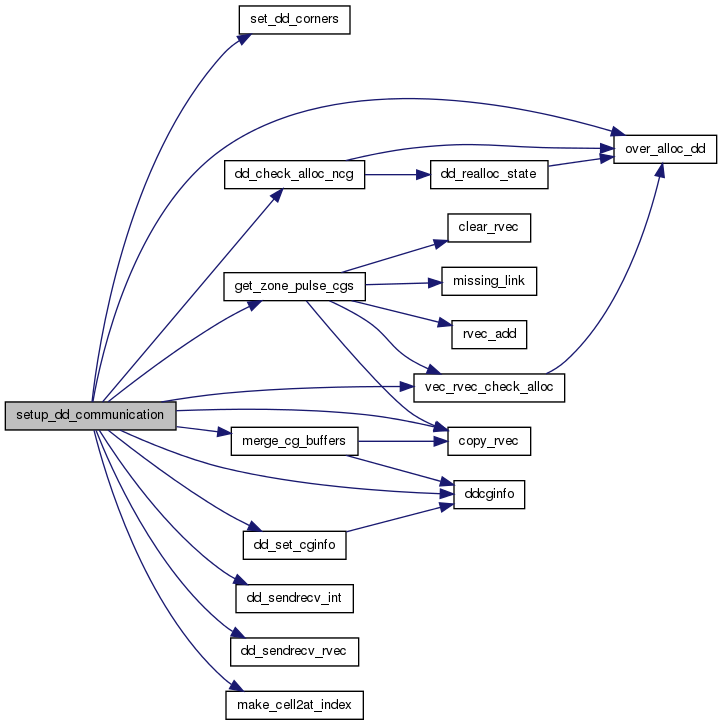 set_dd_corners
over_alloc_dd
dd_check_alloc_ncg
dd_realloc_state
clear_rvec
get_zone_pulse_cgs
missing_link
rvec_add
vec_rvec_check_alloc
setup_dd_communication
merge_cg_buffers
copy_rvec
ddcginfo
dd_set_cginfo
dd_sendrecv_int
dd_sendrecv_rvec
make_cell2at_index